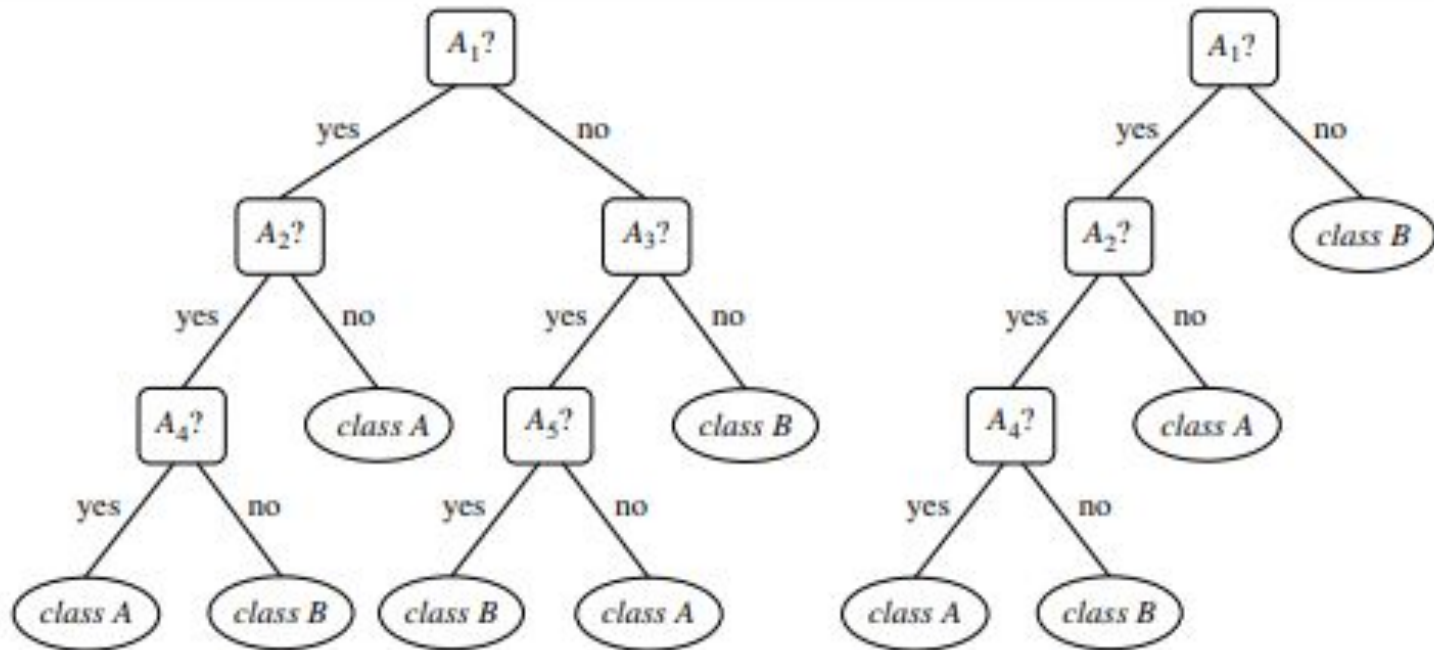 A₁? A₁?
yes no yes no
A₂? A₃? A₂? class B
yes no yes no yes no
A₄? class A A₅? class B A₄? class A
yes no yes no yes no
class A class B class B class A class A class B